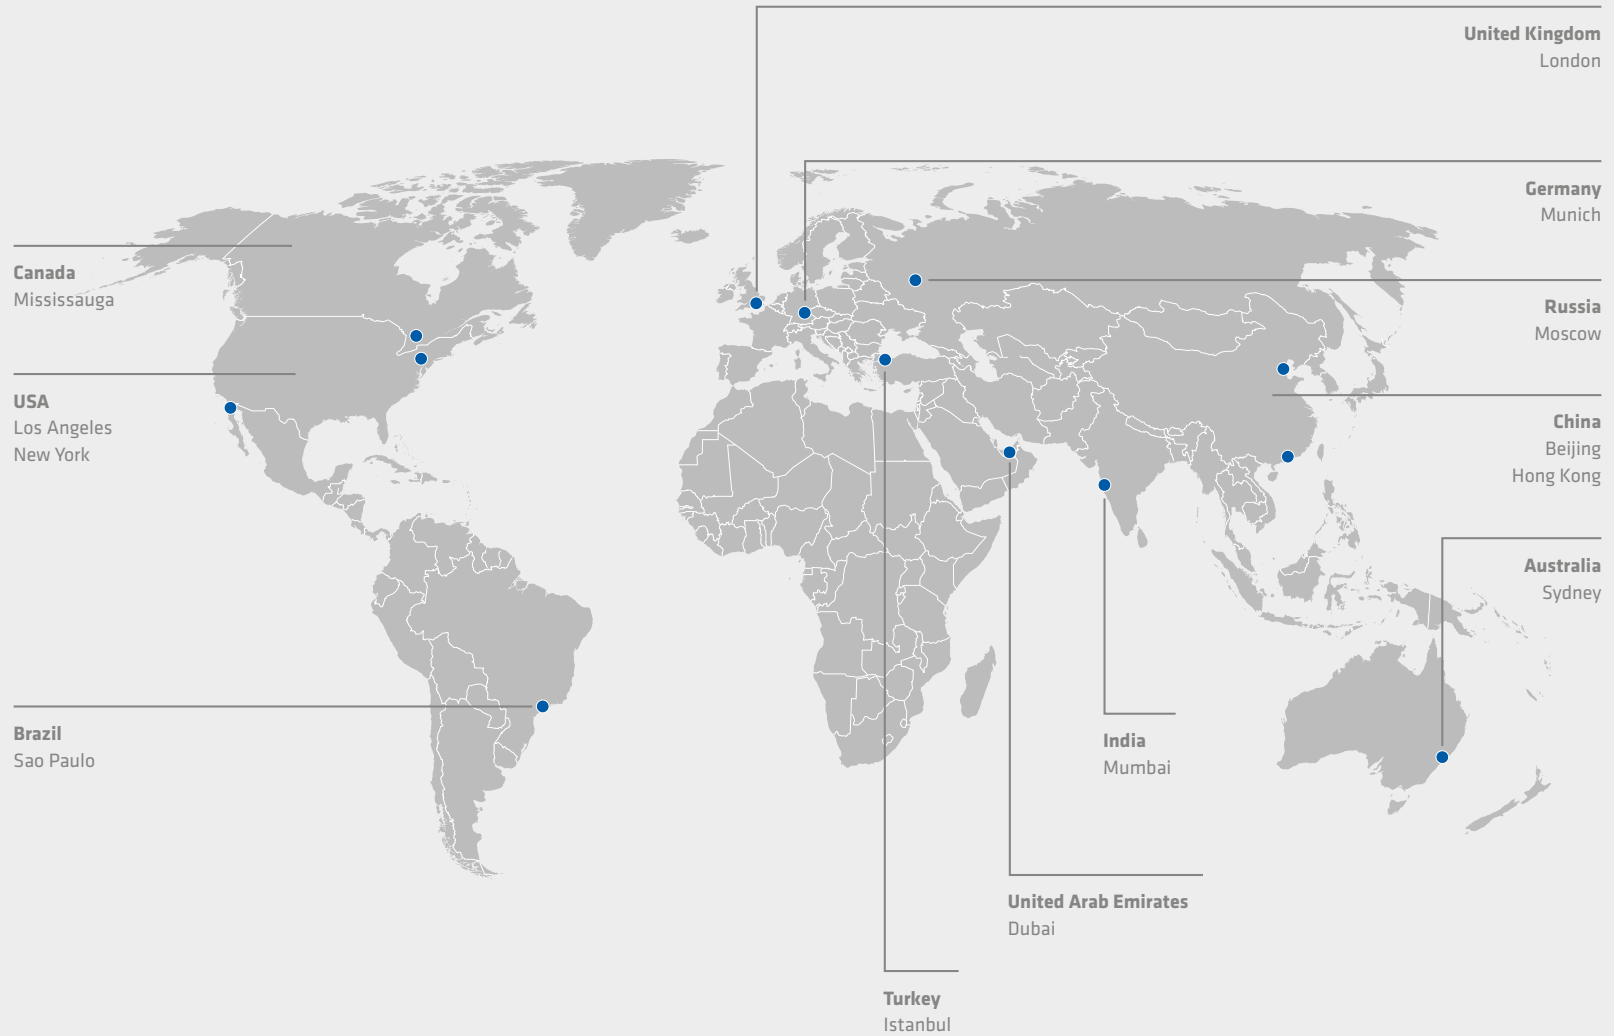 United Kingdom
London
Germany
Munich
Canada
Mississauga
Russia
Moscow
USA
Los Angeles
New York
China
Beijing
Hong Kong
Australia
Sydney
Brazil
Sao Paulo
India
Mumbai
United Arab Emirates
Dubai
Turkey
Istanbul